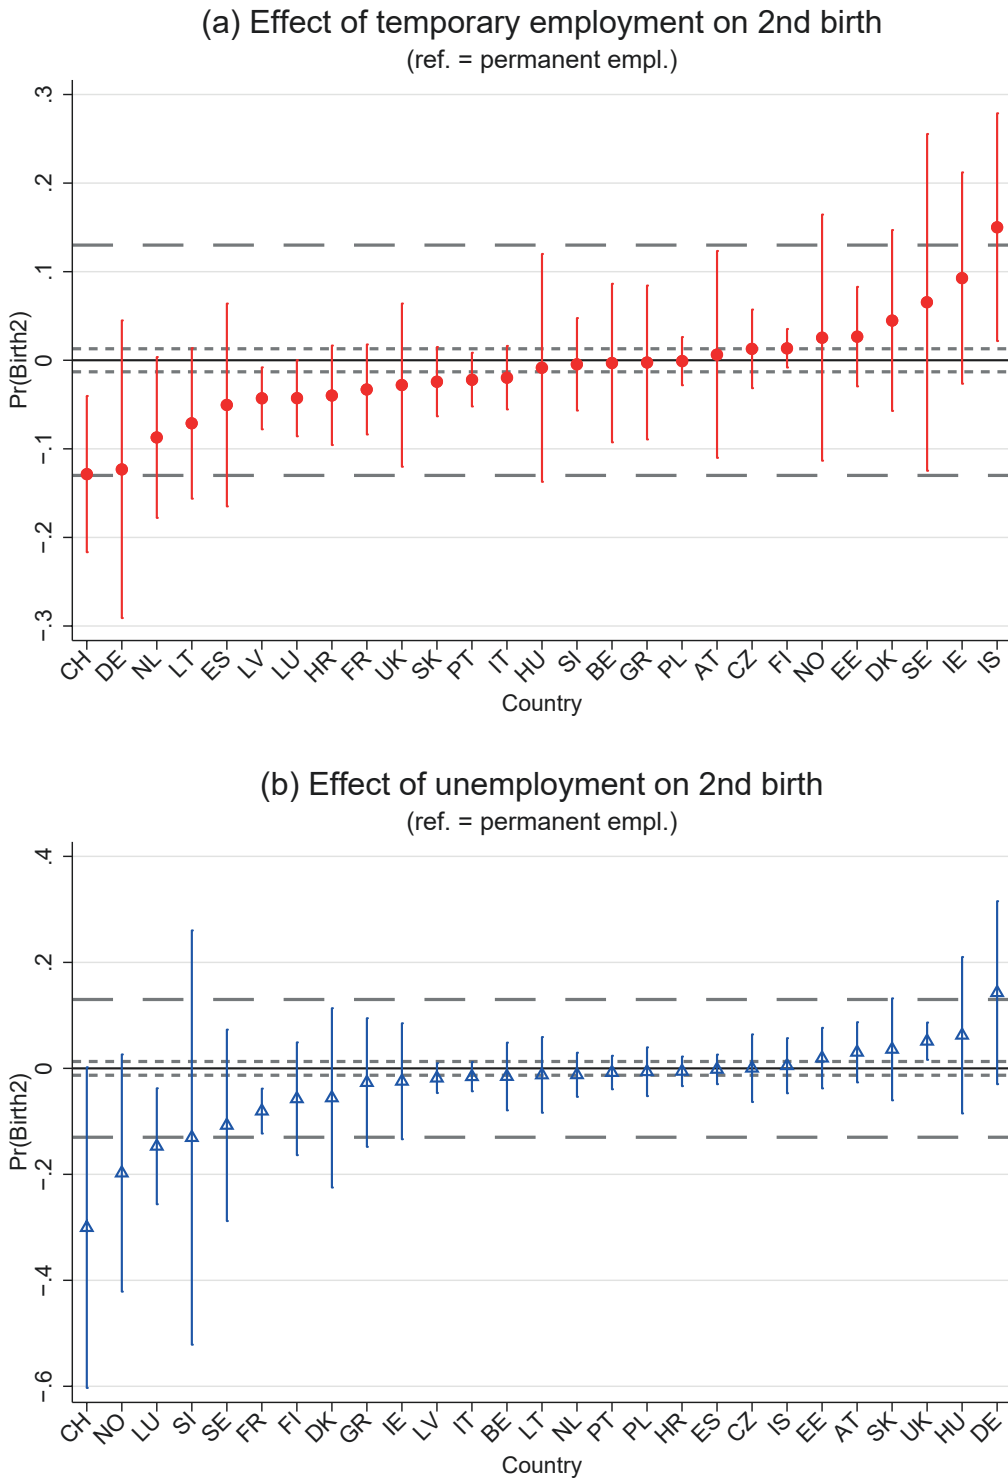 (a) Effect of temporary employment on 2nd birth
(ref. = permanent empl.)
Pr(Birth2)
.3
.2
.1
0
−.1
−.2
−.3
CH DE NL LT ES LV LU HR FR UK SK PT IT HU SI BE GR PL AT CZ FI NO EE DK SE IE IS
Country
(b) Effect of unemployment on 2nd birth
(ref. = permanent empl.)
Pr(Birth2)
.4
.2
0
−.2
−.4
−.6
CH NO LU SI SE FR FI DK GR IE LV IT BE LT NL PT PL HR ES CZ IS EE AT SK UK HU DE
Country